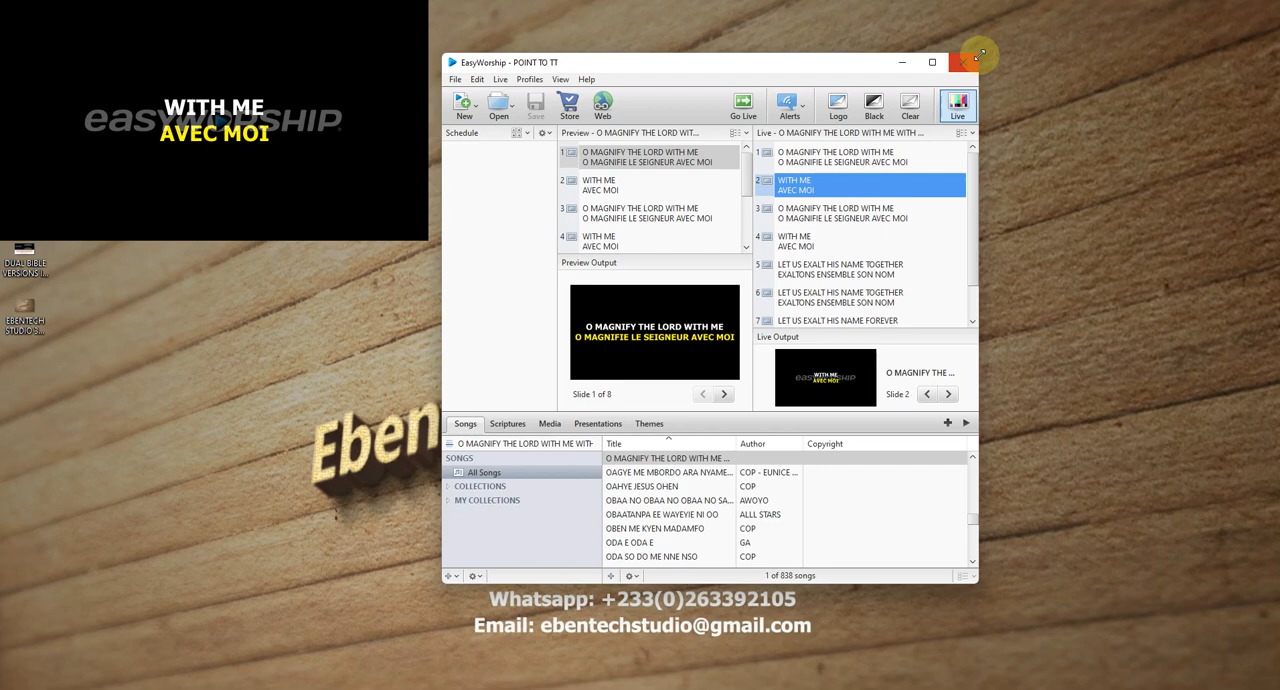 easyWORSHIP
WITH ME
AVEC MOI
DUAL BIBLE
VERSIONS I...
EBENTECH
STUDIO 3...
Eben
EasyWorship - POINT TO TT
File Edit Live Profiles View Help
New Open Save Store Web Go Live Alerts Logo Black Clear Live
Schedule
Preview - O MAGNIFY THE LORD WIT...
1 O MAGNIFY THE LORD WITH ME
O MAGNIFIE LE SEIGNEUR AVEC MOI
2 WITH ME
AVEC MOI
3 O MAGNIFY THE LORD WITH ME
O MAGNIFIE LE SEIGNEUR AVEC MOI
4 WITH ME
AVEC MOI
Preview Output
O MAGNIFY THE LORD WITH ME
O MAGNIFIE LE SEIGNEUR AVEC MOI
Slide 1 of 8
Live - O MAGNIFY THE LORD WITH ME WITH ...
1 O MAGNIFY THE LORD WITH ME
O MAGNIFIE LE SEIGNEUR AVEC MOI
2 WITH ME
AVEC MOI
3 O MAGNIFY THE LORD WITH ME
O MAGNIFIE LE SEIGNEUR AVEC MOI
4 WITH ME
AVEC MOI
5 LET US EXALT HIS NAME TOGETHER
EXALTONS ENSEMBLE SON NOM
6 LET US EXALT HIS NAME TOGETHER
EXALTONS ENSEMBLE SON NOM
7 LET US EXALT HIS NAME FOREVER
Live Output
easyWORSHIP
WITH ME
AVEC MOI
O MAGNIFY THE ...
Slide 2
Songs Scriptures Media Presentations Themes
O MAGNIFY THE LORD WITH ME WITH
SONGS
All Songs
COLLECTIONS
MY COLLECTIONS
Title Author Copyright
O MAGNIFY THE LORD WITH ME ...
OAGYE ME MBORDO ARA NYAME... COP - EUNICE ...
OAHYE JESUS OHEN COP
OBAA NO OBAA NO OBAA NO SA... AWOYO
OBAATANPA EE WAYEYIE NI OO ALLL STARS
OBEN ME KYEN MADAMFO COP
ODA E ODA E GA
ODA SO DO ME NNE NSO COP
1 of 838 songs
Whatsapp: +233(0)263392105
Email: ebentechstudio@gmail.com